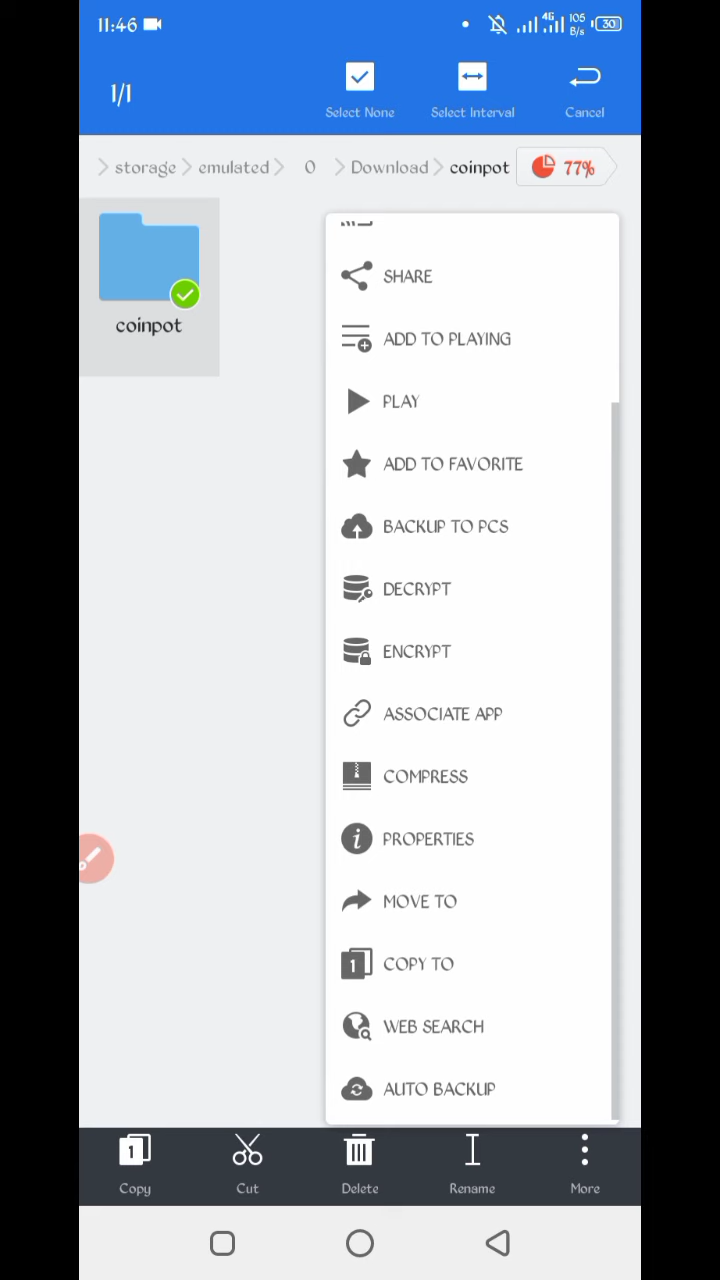 11:46 4G 105 B/s 30
1/1
Select None Select Interval Cancel
storage emulated 0 Download coinpot 77%
coinpot
SHARE
ADD TO PLAYING
PLAY
ADD TO FAVORITE
BACKUP TO PCS
DECRYPT
ENCRYPT
ASSOCIATE APP
COMPRESS
PROPERTIES
MOVE TO
1 COPY TO
WEB SEARCH
AUTO BACKUP
1
Copy Cut Delete Rename More